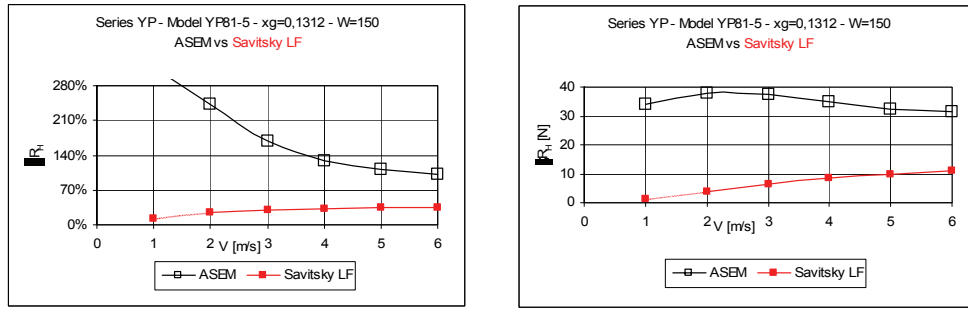 Series YP - Model YP81-5 - xg=0,1312 - W=150
ASEM vs Savitsky LF
280%
210%
140%
70%
0%
RH
0 1 2 3 4 5 6
V [m/s]
ASEM Savitsky LF
Series YP - Model YP81-5 - xg=0,1312 - W=150
ASEM vs Savitsky LF
40
30
20
10
0
RH [N]
0 1 2 3 4 5 6
V [m/s]
ASEM Savitsky LF